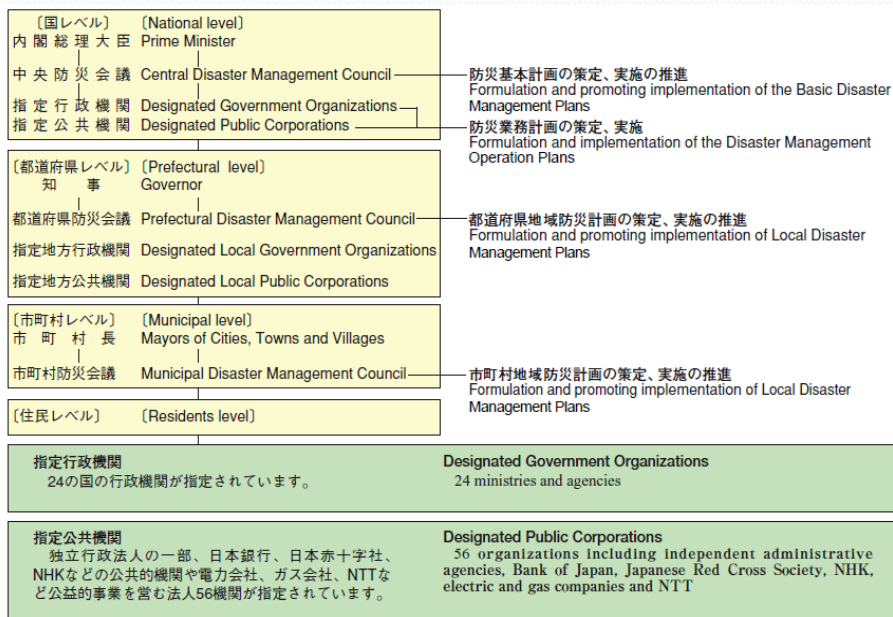 〔国レベル〕 〔National level〕
内閣総理大臣 Prime Minister
中央防災会議 Central Disaster Management Council
防災基本計画の策定、実施の推進
Formulation and promoting implementation of the Basic Disaster
Management Plans
指定行政機関 Designated Government Organizations
指定公共機関 Designated Public Corporations
防災業務計画の策定、実施
Formulation and implementation of the Disaster Management
Operation Plans
〔都道府県レベル〕 〔Prefectural level〕
知事 Governor
都道府県防災会議 Prefectural Disaster Management Council
都道府県地域防災計画の策定、実施の推進
Formulation and promoting implementation of Local Disaster
Management Plans
指定地方行政機関 Designated Local Government Organizations
指定地方公共機関 Designated Local Public Corporations
〔市町村レベル〕 〔Municipal level〕
市町村長 Mayors of Cities, Towns and Villages
市町村防災会議 Municipal Disaster Management Council
市町村地域防災計画の策定、実施の推進
Formulation and promoting implementation of Local Disaster
Management Plans
〔住民レベル〕 〔Residents level〕
指定行政機関
24の国の行政機関が指定されています。
Designated Government Organizations
24 ministries and agencies
指定公共機関
独立行政法人の一部、日本銀行、日本赤十字社、
NHKなどの公共的機関や電力会社、ガス会社、NTTな
ど公益的事業を営む法人56機関が指定されています。
Designated Public Corporations
56 organizations including independent administrative
agencies, Bank of Japan, Japanese Red Cross Society, NHK,
electric and gas companies and NTT